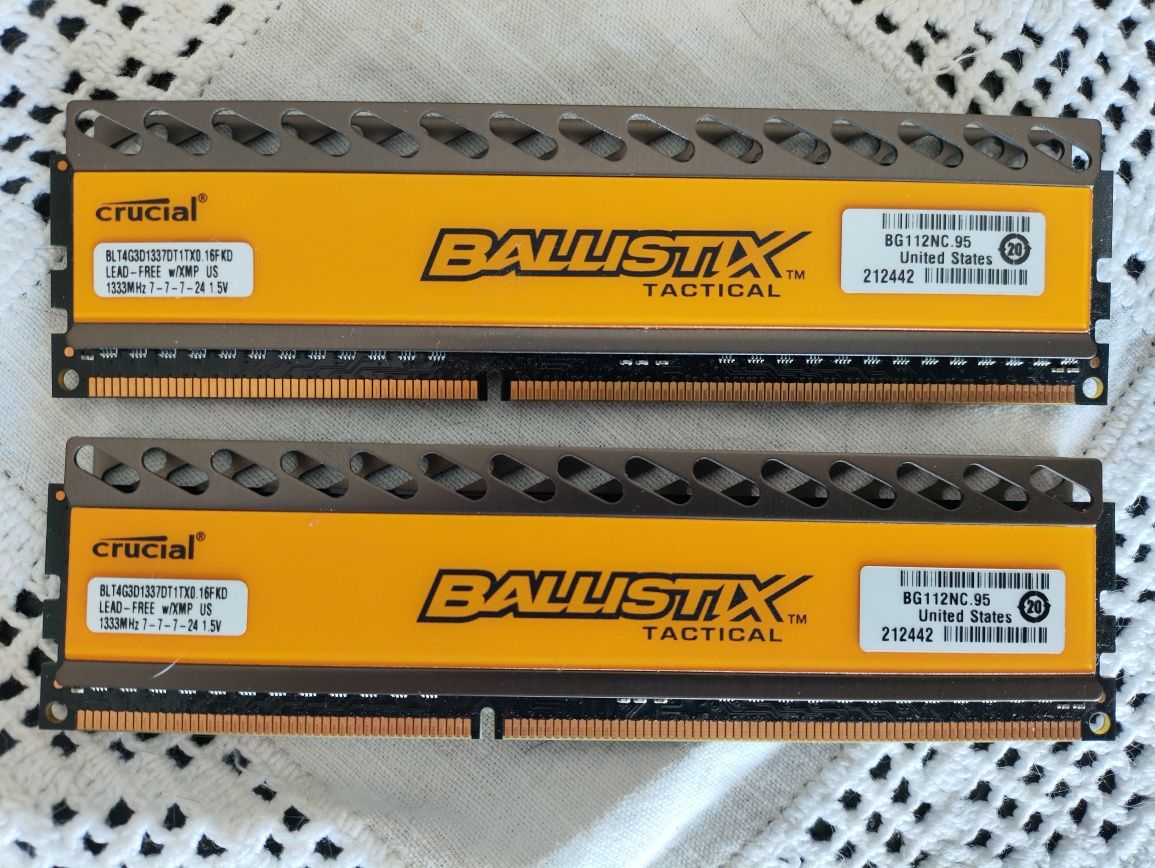 crucial®
BLT4G3D1337DT1TX0.16FKD
LEAD-FREE w/XMP US
1333MHz 7-7-7-24 1.5V
BALLISTIX™
TACTICAL
BG112NC.95
20
United States
212442
crucial®
BLT4G3D1337DT1TX0.16FKD
LEAD-FREE w/XMP US
1333MHz 7-7-7-24 1.5V
BALLISTIX™
TACTICAL
BG112NC.95
20
United States
212442